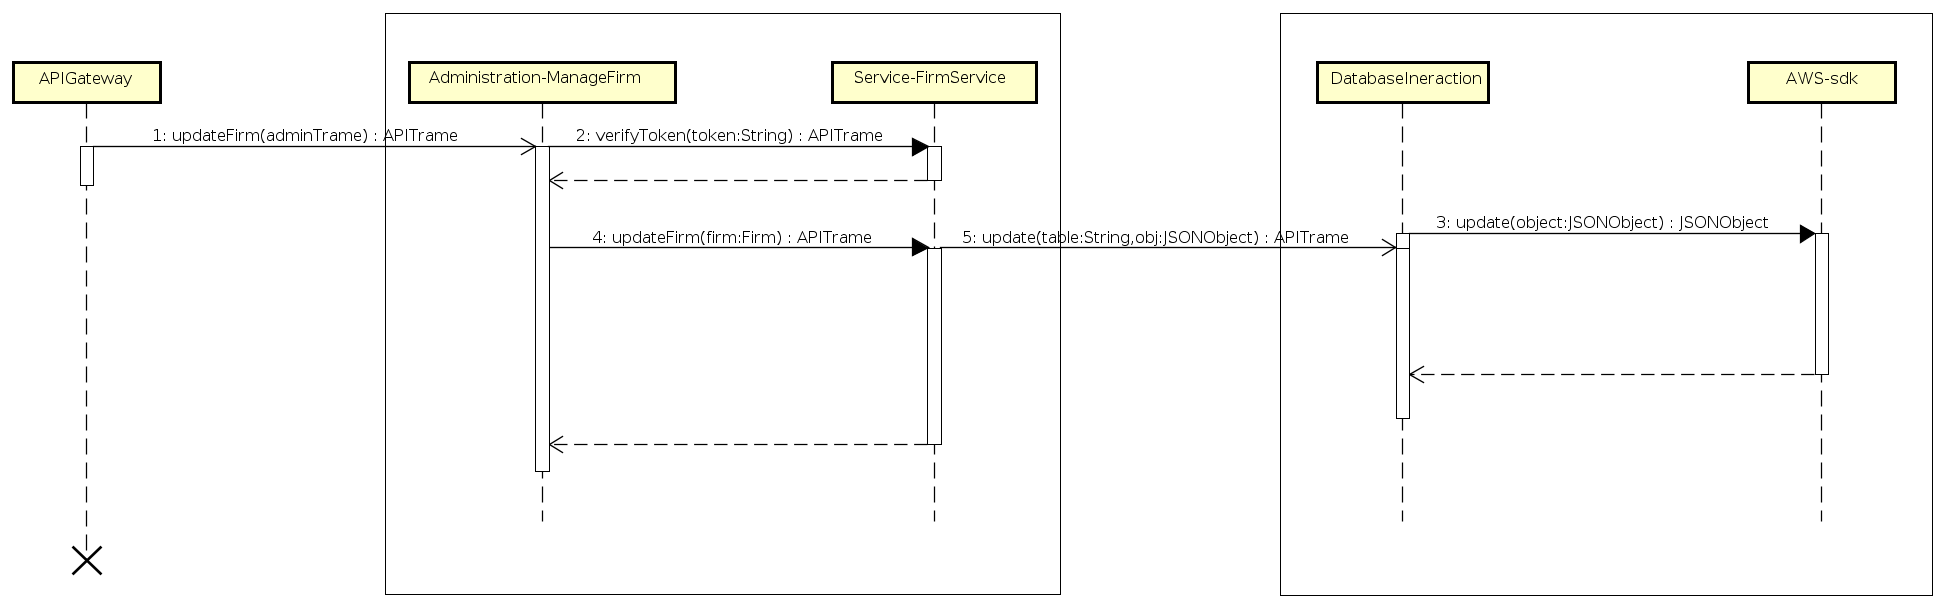 APIGateway
Administration-ManageFirm
Service-FirmService
DatabaseIneraction
AWS-sdk
1: updateFirm(adminTrame) : APITrame
2: verifyToken(token:String) : APITrame
3: update(object:JSONObject) : JSONObject
4: updateFirm(firm:Firm) : APITrame
5: update(table:String,obj:JSONObject) : APITrame